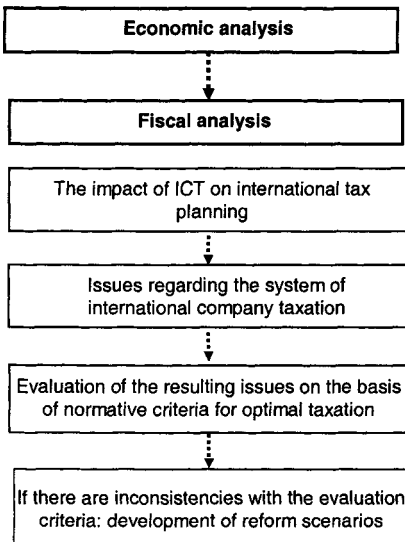 Economic analysis
Fiscal analysis
The impact of ICT on international tax
planning
Issues regarding the system of
international company taxation
Evaluation of the resulting issues on the basis
of normative criteria for optimal taxation
If there are inconsistencies with the evaluation
criteria: development of reform scenarios